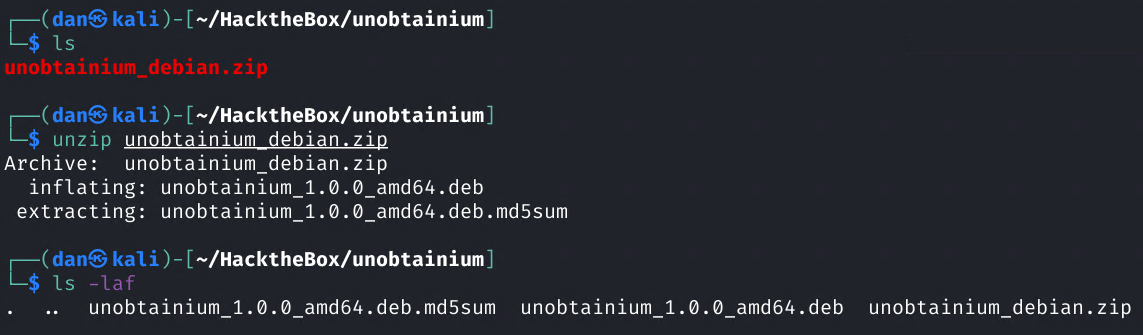 ┌──(dan㉿kali)-[~/HacktheBox/unobtainium]
└─$ ls
unobtainium_debian.zip
┌──(dan㉿kali)-[~/HacktheBox/unobtainium]
└─$ unzip unobtainium_debian.zip
Archive:  unobtainium_debian.zip
  inflating: unobtainium_1.0.0_amd64.deb
 extracting: unobtainium_1.0.0_amd64.deb.md5sum
┌──(dan㉿kali)-[~/HacktheBox/unobtainium]
└─$ ls -laf
.  ..  unobtainium_1.0.0_amd64.deb.md5sum  unobtainium_1.0.0_amd64.deb  unobtainium_debian.zip